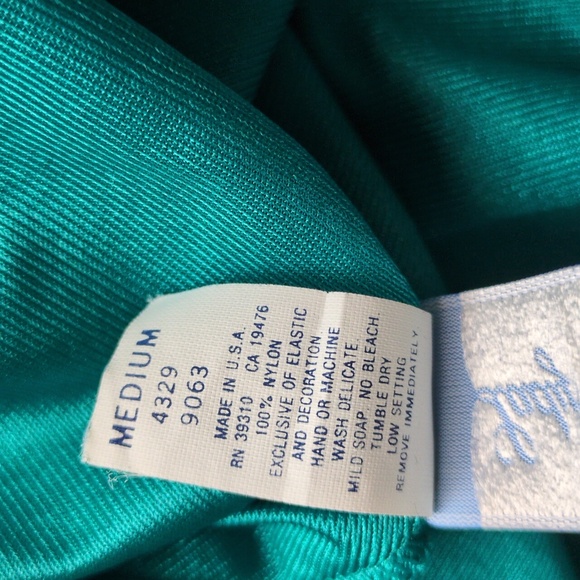 MEDIUM
4329
9063
MADE IN U.S.A.
RN 39310 CA 19476
100% NYLON
EXCLUSIVE OF ELASTIC
AND DECORATION
HAND OR MACHINE
WASH DELICATE
MILD SOAP NO BLEACH.
TUMBLE DRY
LOW SETTING
REMOVE IMMEDIATELY